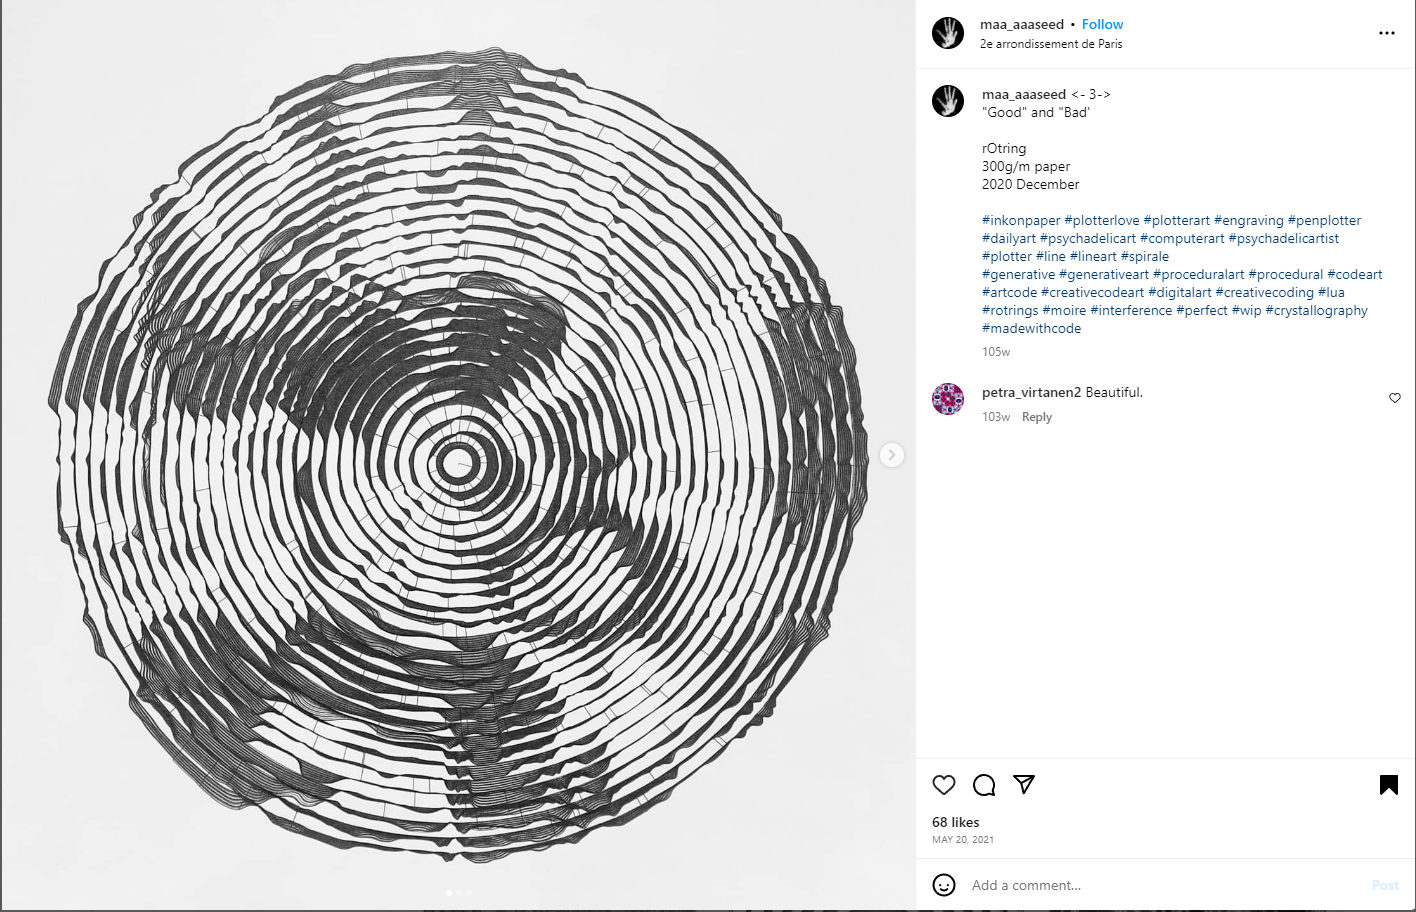 maa_aaaseed • Follow
2e arrondissement de Paris
maa_aaaseed <- 3->
"Good" and "Bad'
rOtring
300g/m paper
2020 December
#inkonpaper #plotterlove #plotterart #engraving #penplotter
#dailyart #psychadelicart #computerart #psychadelicartist
#plotter #line #lineart #spirale
#generative #generativeart #proceduralart #procedural #codeart
#artcode #creativecodeart #digitalart #creativecoding #lua
#rotrings #moire #interference #perfect #wip #crystallography
#madewithcode
105w
petra_virtanen2 Beautiful.
103w Reply
68 likes
MAY 20, 2021
Add a comment...
Post